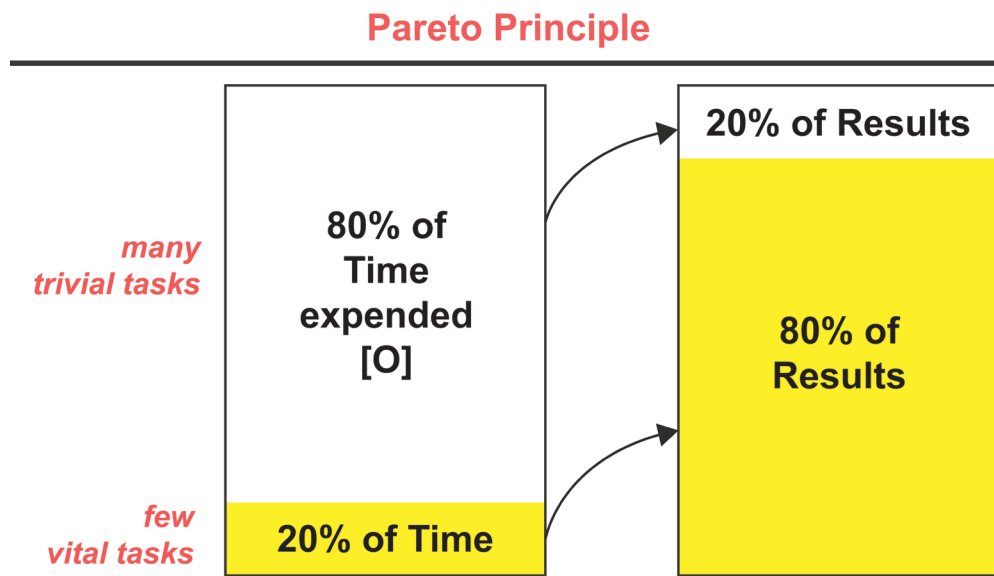 Pareto Principle
many
trivial tasks
80% of
Time
expended
[O]
20% of Results
80% of
Results
few
vital tasks
20% of Time